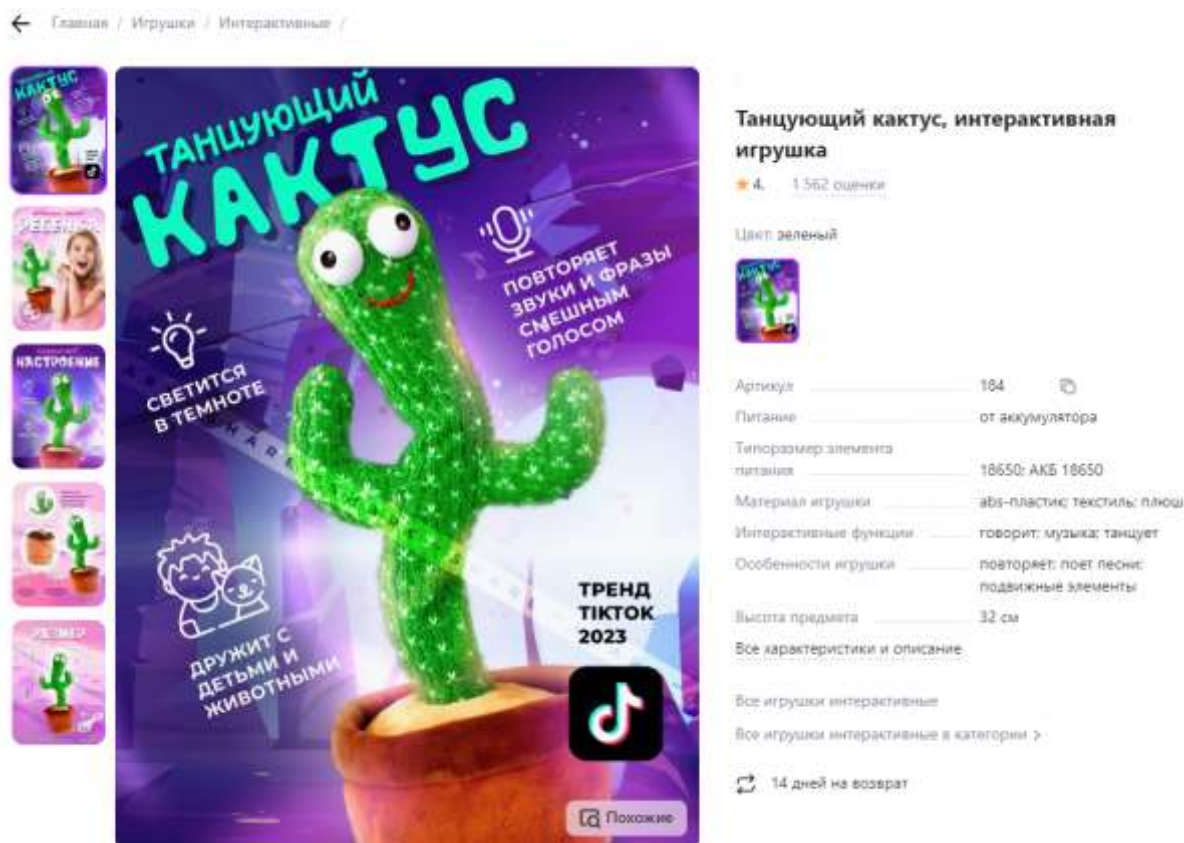 Главная / Игрушки / Интерактивные /
КАКТУС
РЕБЕНКА
НАСТРОЕНИЕ
РАЗМЕР
ТАНЦУЮЩИЙ
КАКТУС
ПОВТОРЯЕТ
ЗВУКИ И ФРАЗЫ
СМЕШНЫМ
ГОЛОСОМ
СВЕТИТСЯ
В ТЕМНОТЕ
ДРУЖИТ С
ДЕТЬМИ И
ЖИВОТНЫМИ
ТРЕНД
TIKTOK
2023
Похожие
Танцующий кактус, интерактивная
игрушка
4. 1 562 оценки
Цвет: зеленый
Артикул 184
Питание от аккумулятора
Типоразмер элемента
питания 18650; АКБ 18650
Материал игрушки abs-пластик; текстиль; плюш
Интерактивные функции говорит; музыка; танцует
Особенности игрушки повторяет; поет песни;
подвижные элементы
Высота предмета 32 см
Все характеристики и описание
Все игрушки интерактивные
Все игрушки интерактивные в категории >
14 дней на возврат